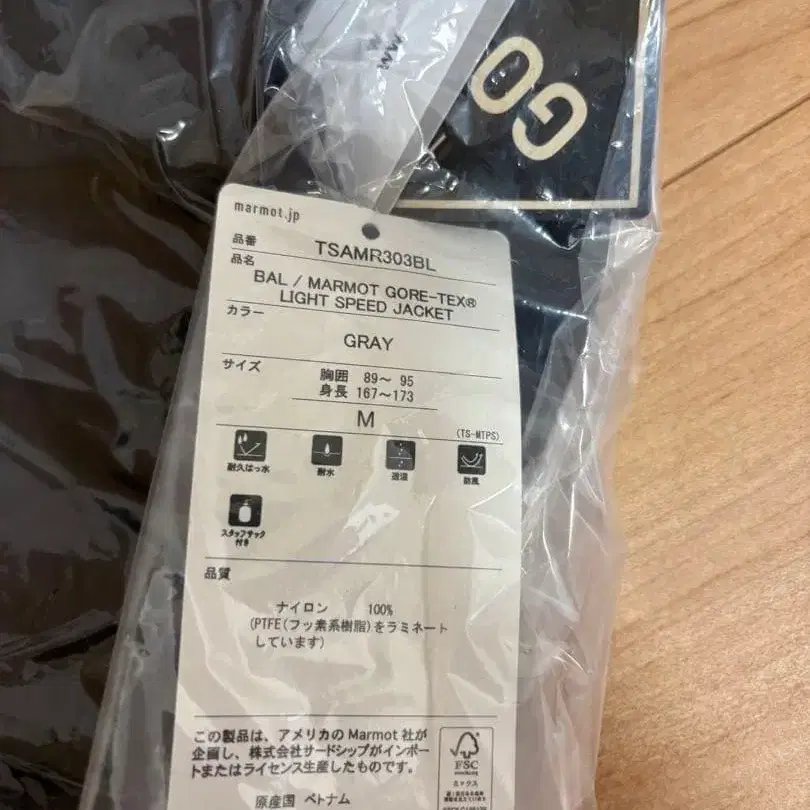 GO
marmot.jp
品番 TSAMR303BL
品名
BAL / MARMOT GORE-TEX®
LIGHT SPEED JACKET
カラー
GRAY
サイズ
胸囲 89～ 95
身長 167～173
M
(TS-MTPS)
耐久はっ水 耐水 透湿 防風
スタッフサック
付き
品質
ナイロン 100%
(PTFE(フッ素系樹脂)をラミネート
しています)
この製品は、アメリカのMarmot社が
企画し、株式会社サードシップがインポー
トまたはライセンス生産したものです。
FSC
ミックス
原産国 ベトナム